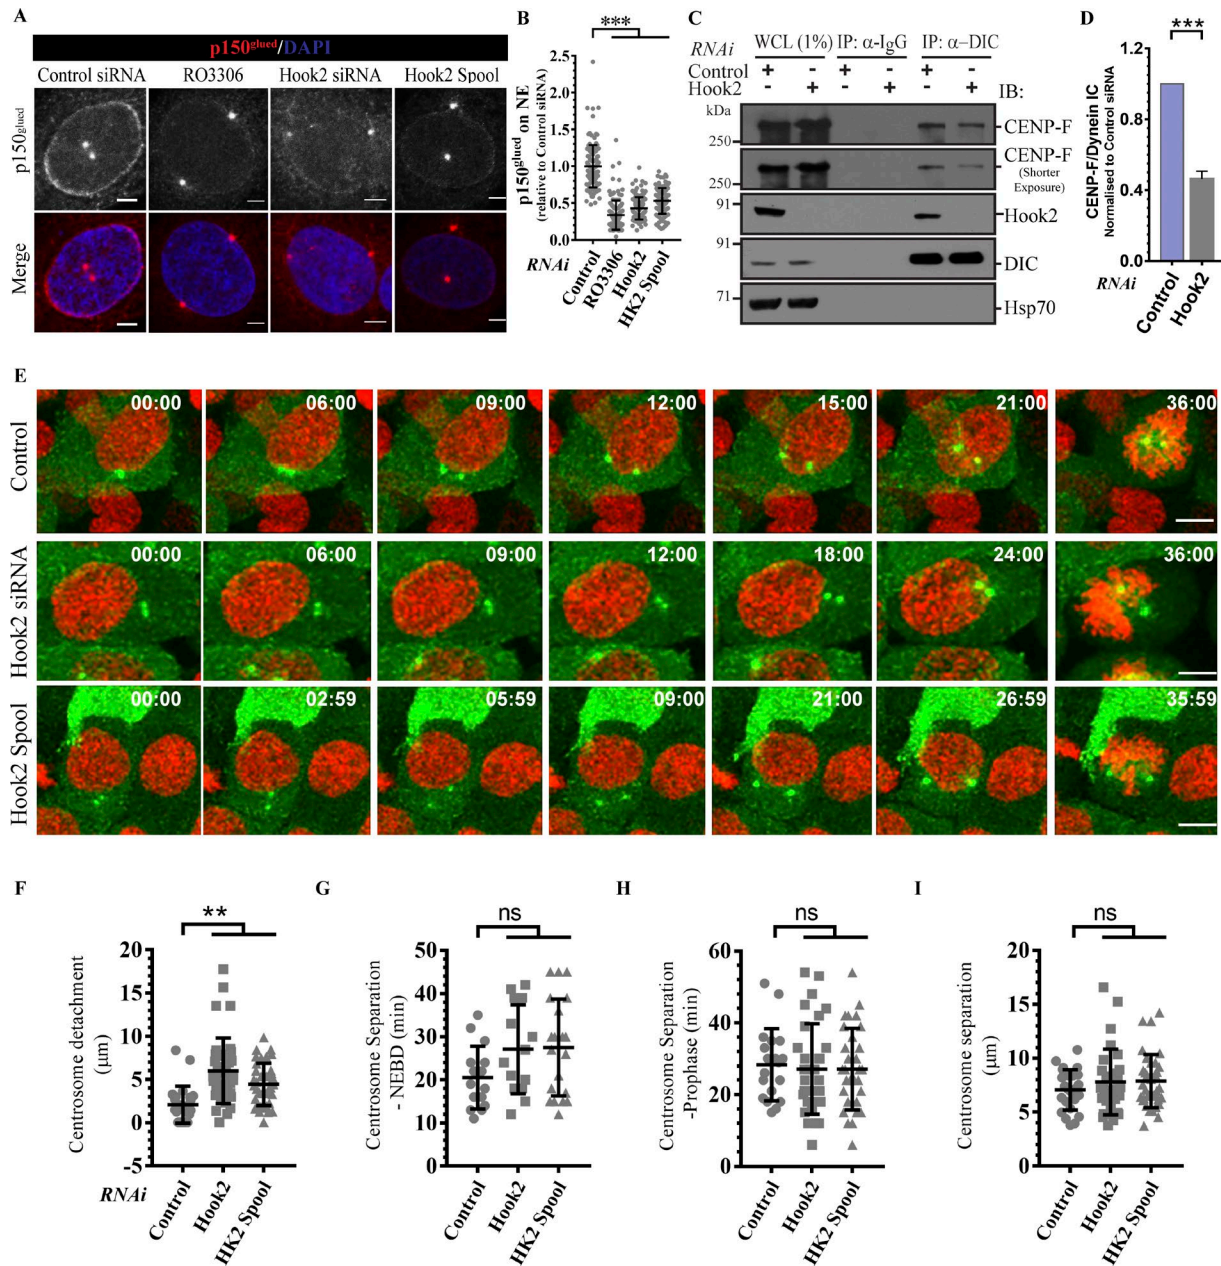 A
p150glued/DAPI
Control siRNA RO3306 Hook2 siRNA Hook2 Spool
p150glued
Merge
B
***
p150glued on NE
(relative to Control siRNA)
2.5
2.0
1.5
1.0
0.5
0.0
RNAi
Control
RO3306
Hook2
HK2 Spool
C
RNAi WCL (1%) IP: α-IgG IP: α–DIC
Control + - + - + -
Hook2 - + - + - + IB:
kDa
250 CENP-F
250 CENP-F
(Shorter
Exposure)
91 Hook2
91 DIC
71 Hsp70
D
***
CENP-F/Dynein IC
Normalised to Control siRNA
1.2
0.8
0.4
0.0
RNAi
Control
Hook2
E
Control
00:00 06:00 09:00 12:00 15:00 21:00 36:00
Hook2 siRNA
00:00 06:00 09:00 12:00 18:00 24:00 36:00
Hook2 Spool
00:00 02:59 05:59 09:00 21:00 26:59 35:59
F
**
Centrosome detachment
(µm)
20
15
10
5
0
-5
RNAi
Control
Hook2
HK2 Spool
G
ns
Centrosome Separation
- NEBD (min)
50
40
30
20
10
0
Control
Hook2
HK2 Spool
H
ns
Centrosome Separation
-Prophase (min)
60
40
20
0
Control
Hook2
HK2 Spool
I
ns
Centrosome separation
(µm)
20
15
10
5
0
Control
Hook2
HK2 Spool